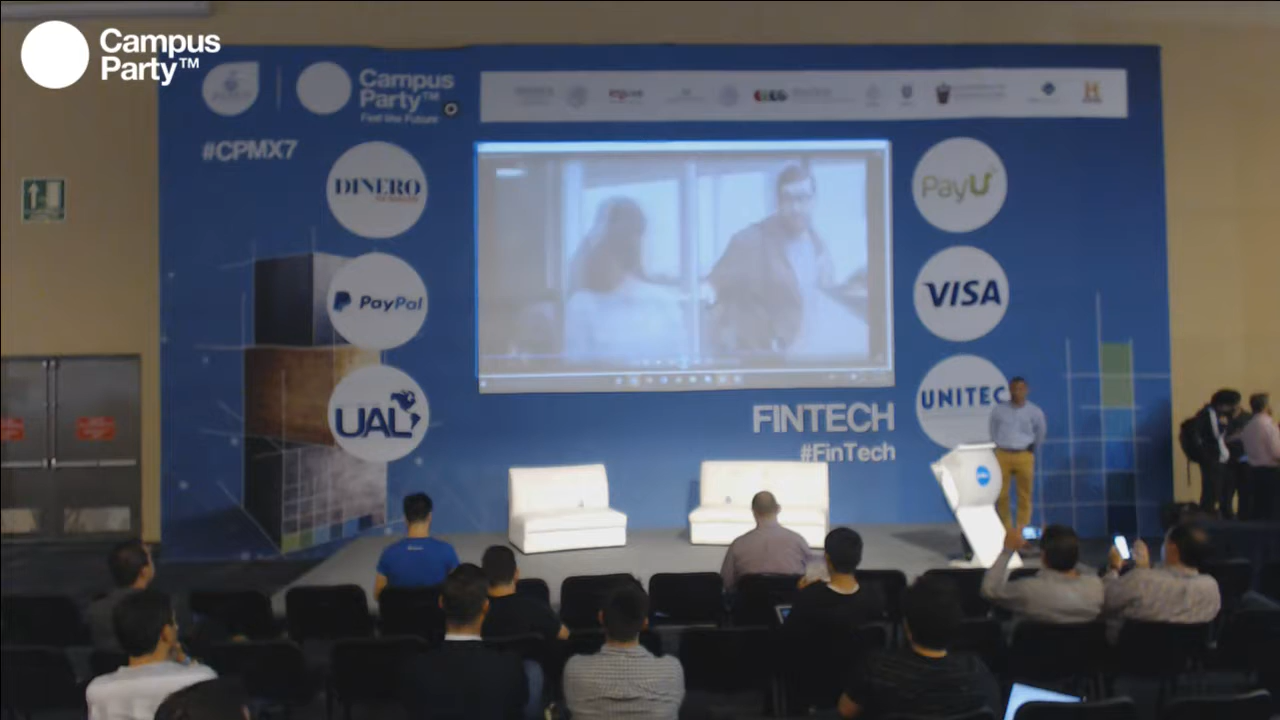 Campus
Party™
Campus
Party™
Feel the Future
#CPMX7
DINERO
PayPal
UAL
PayU
VISA
UNITEC
FINTECH
#FinTech